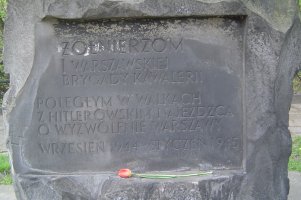 ŻOŁNIERZOM
I WARSZAWSKIEJ
BRYGADY KAWALERII
POLEGŁYM W WALKACH
Z HITLEROWSKIM NAJEŹDŹCĄ
O WYZWOLENIE WARSZAWY
WRZESIEŃ 1944 - STYCZEŃ 1945